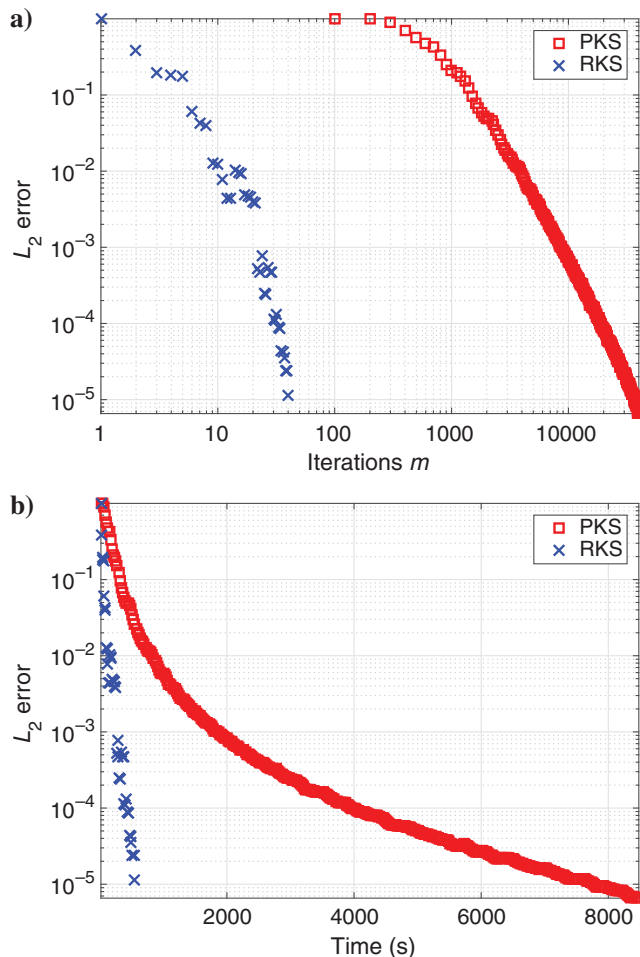 a)
PKS
RKS
10⁻¹
10⁻²
10⁻³
10⁻⁴
10⁻⁵
L₂ error
1 10 100 1000 10000
Iterations m
b)
PKS
RKS
10⁻¹
10⁻²
10⁻³
10⁻⁴
10⁻⁵
L₂ error
2000 4000 6000 8000
Time (s)